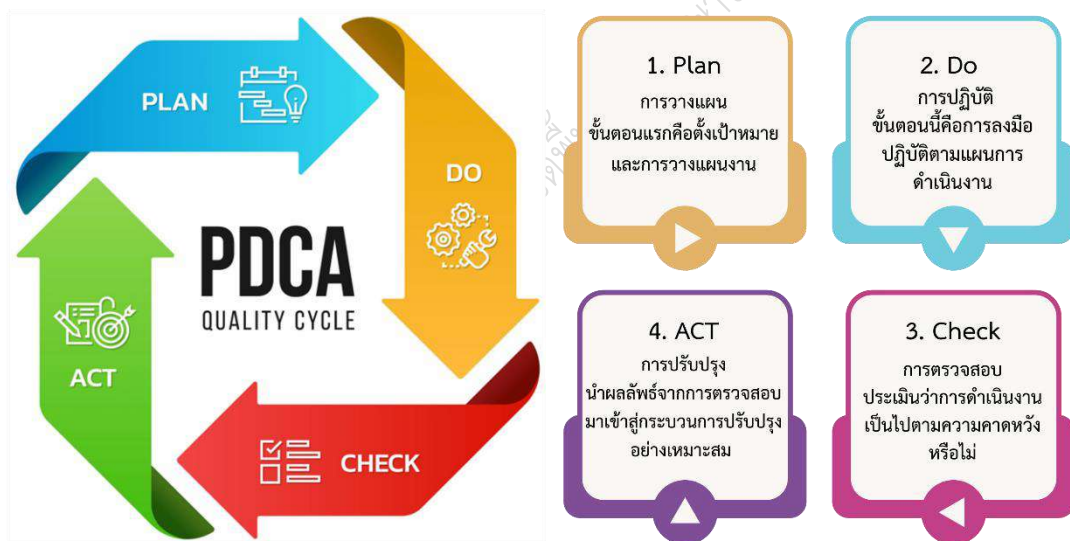 PLAN
DO
PDCA
QUALITY CYCLE
ACT
CHECK
1. Plan
การวางแผน
ขั้นตอนแรกคือตั้งเป้าหมาย
และการวางแผนงาน
2. Do
การปฏิบัติ
ขั้นตอนนี้คือการลงมือ
ปฏิบัติตามแผนการ
ดำเนินงาน
4. ACT
การปรับปรุง
นำผลลัพธ์จากการตรวจสอบ
มาเข้าสู่กระบวนการปรับปรุง
อย่างเหมาะสม
3. Check
การตรวจสอบ
ประเมินว่าการดำเนินงาน
เป็นไปตามความคาดหวัง
หรือไม่